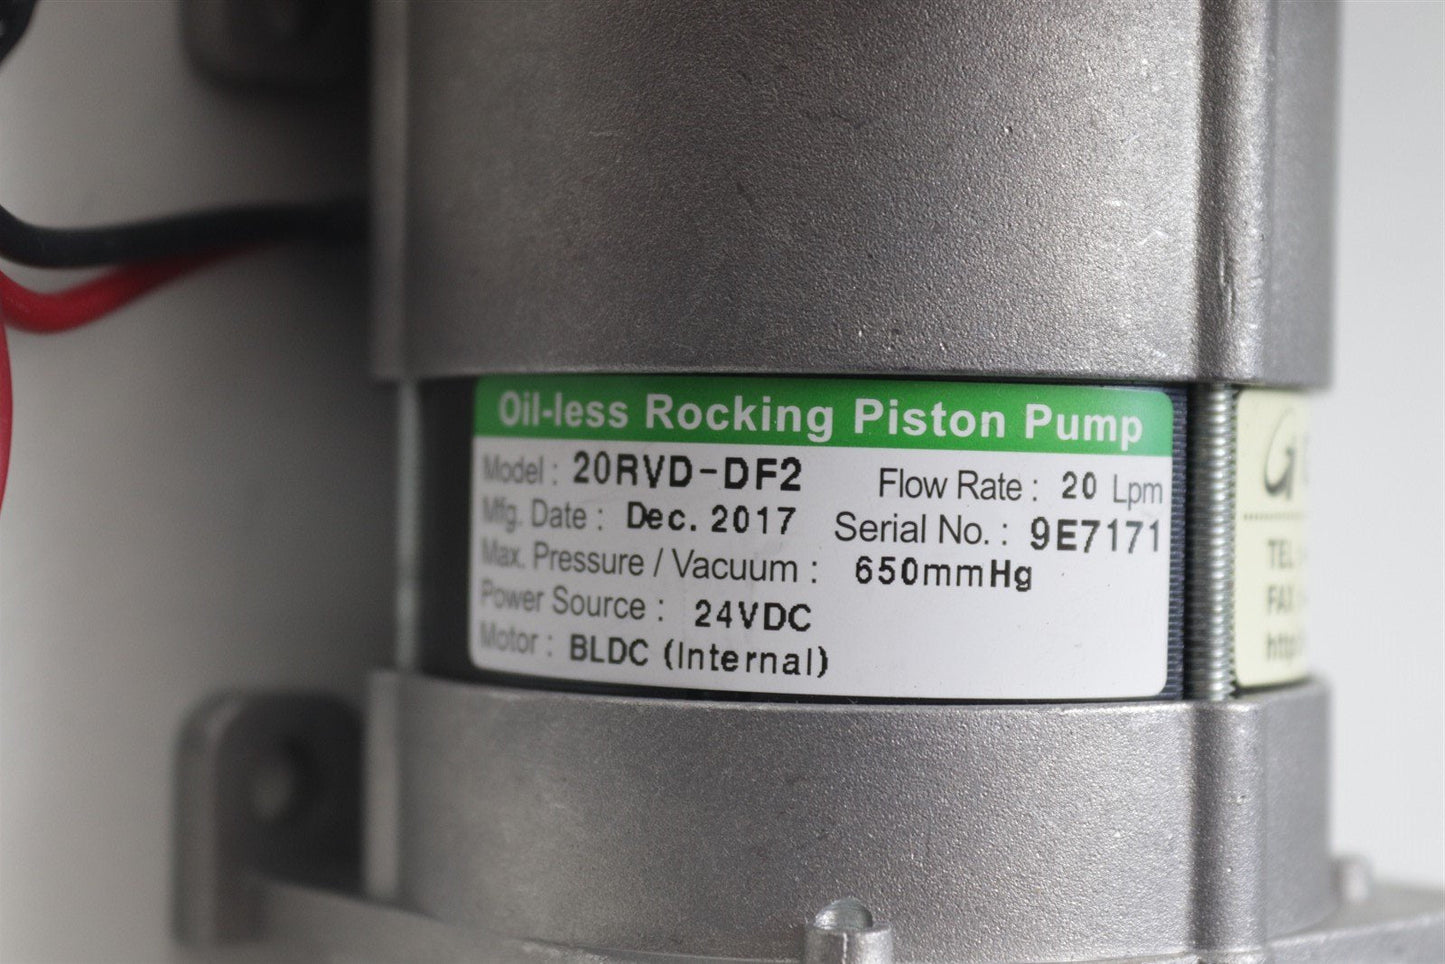 Oil-less Rocking Piston Pump
Model : 20RVD-DF2 Flow Rate : 20 Lpm
Mfg. Date : Dec. 2017 Serial No. : 9E7171
Max. Pressure / Vacuum : 650mmHg
Power Source : 24VDC
Motor : BLDC (Internal)
G
TEL
FAX
http